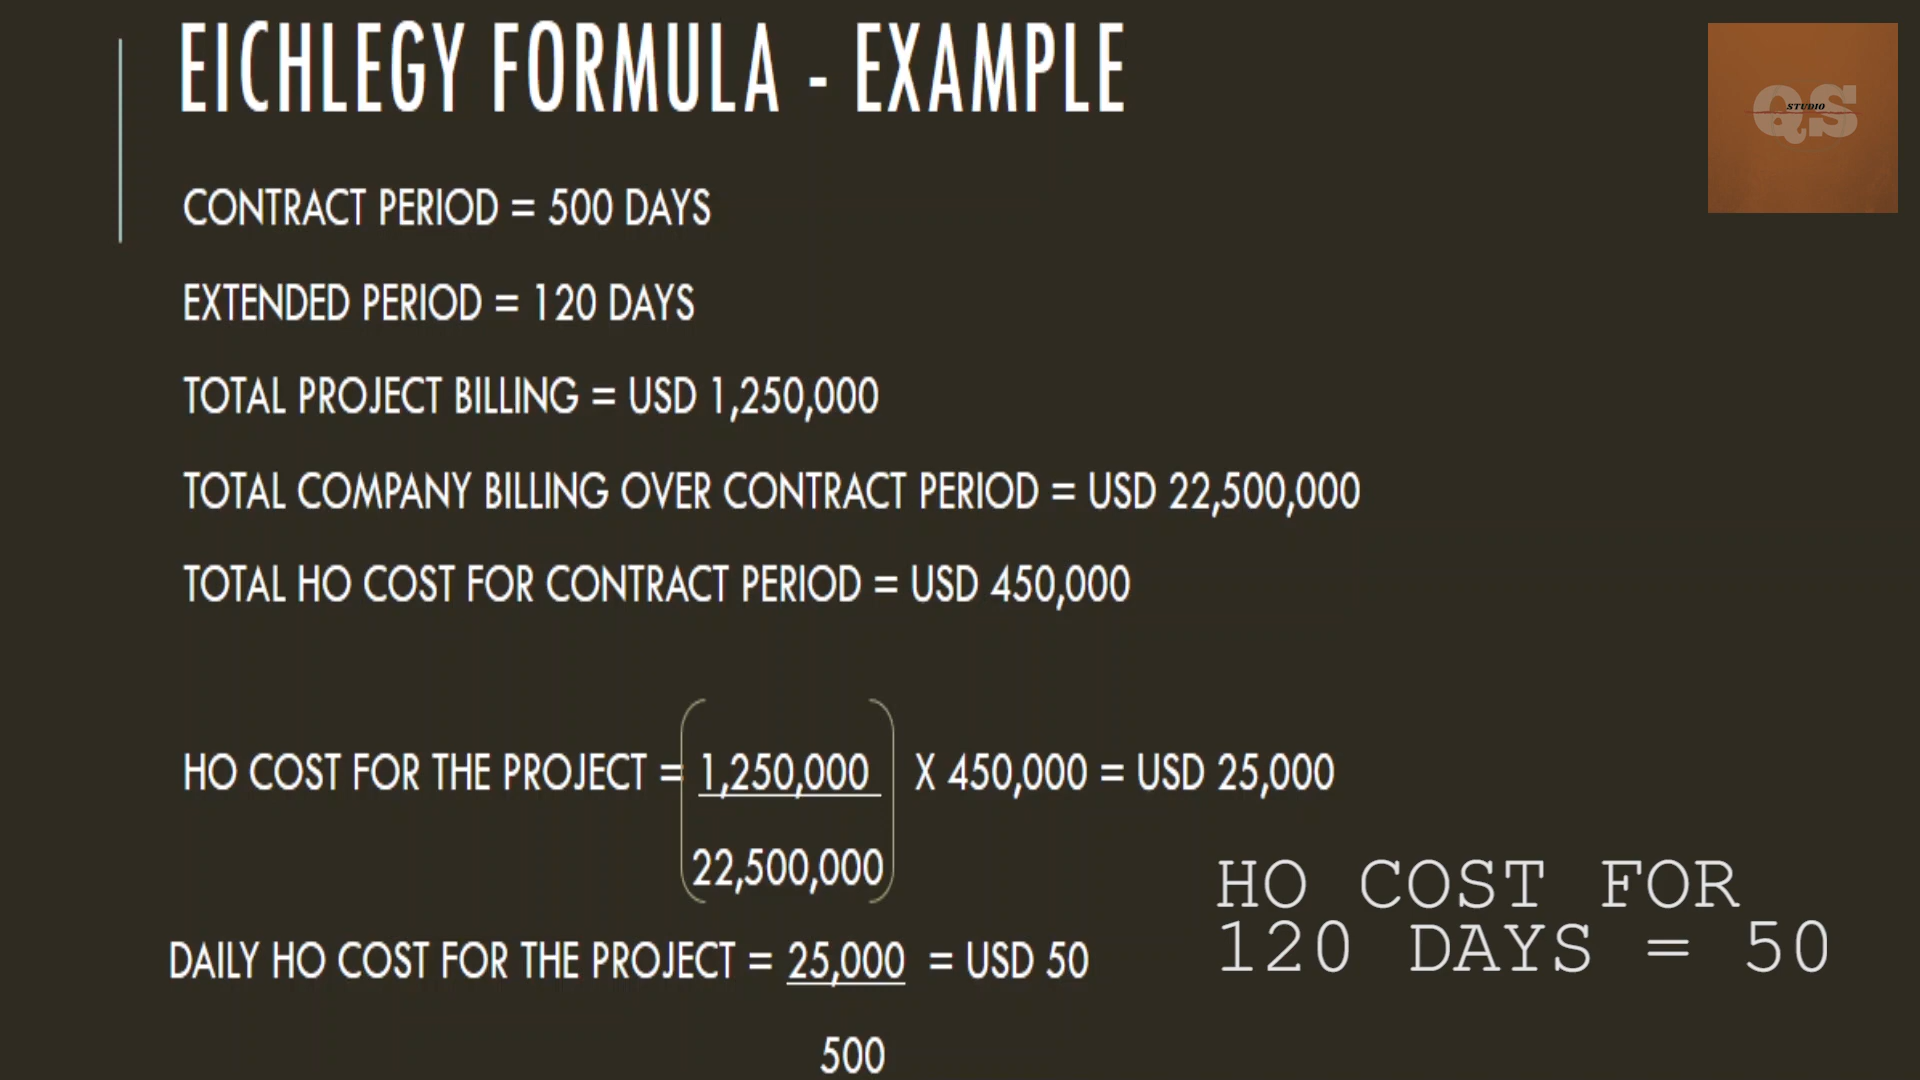 EICHLEGY FORMULA - EXAMPLE
QS
STUDIO
CONTRACT PERIOD = 500 DAYS
EXTENDED PERIOD = 120 DAYS
TOTAL PROJECT BILLING = USD 1,250,000
TOTAL COMPANY BILLING OVER CONTRACT PERIOD = USD 22,500,000
TOTAL HO COST FOR CONTRACT PERIOD = USD 450,000
HO COST FOR THE PROJECT = 1,250,000 X 450,000 = USD 25,000
22,500,000
DAILY HO COST FOR THE PROJECT = 25,000 = USD 50
500
HO COST FOR
120 DAYS = 50